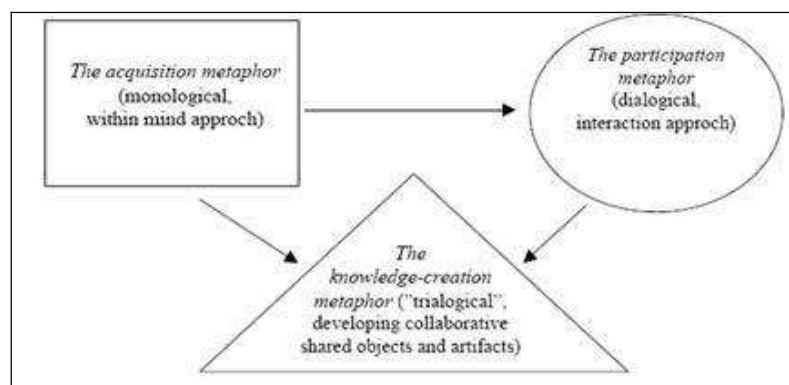 The acquisition metaphor
(monological,
within mind approch)
The participation
metaphor
(dialogical,
interaction approch)
The
knowledge-creation
metaphor ("trialogical",
developing collaborative
shared objects and artifacts)